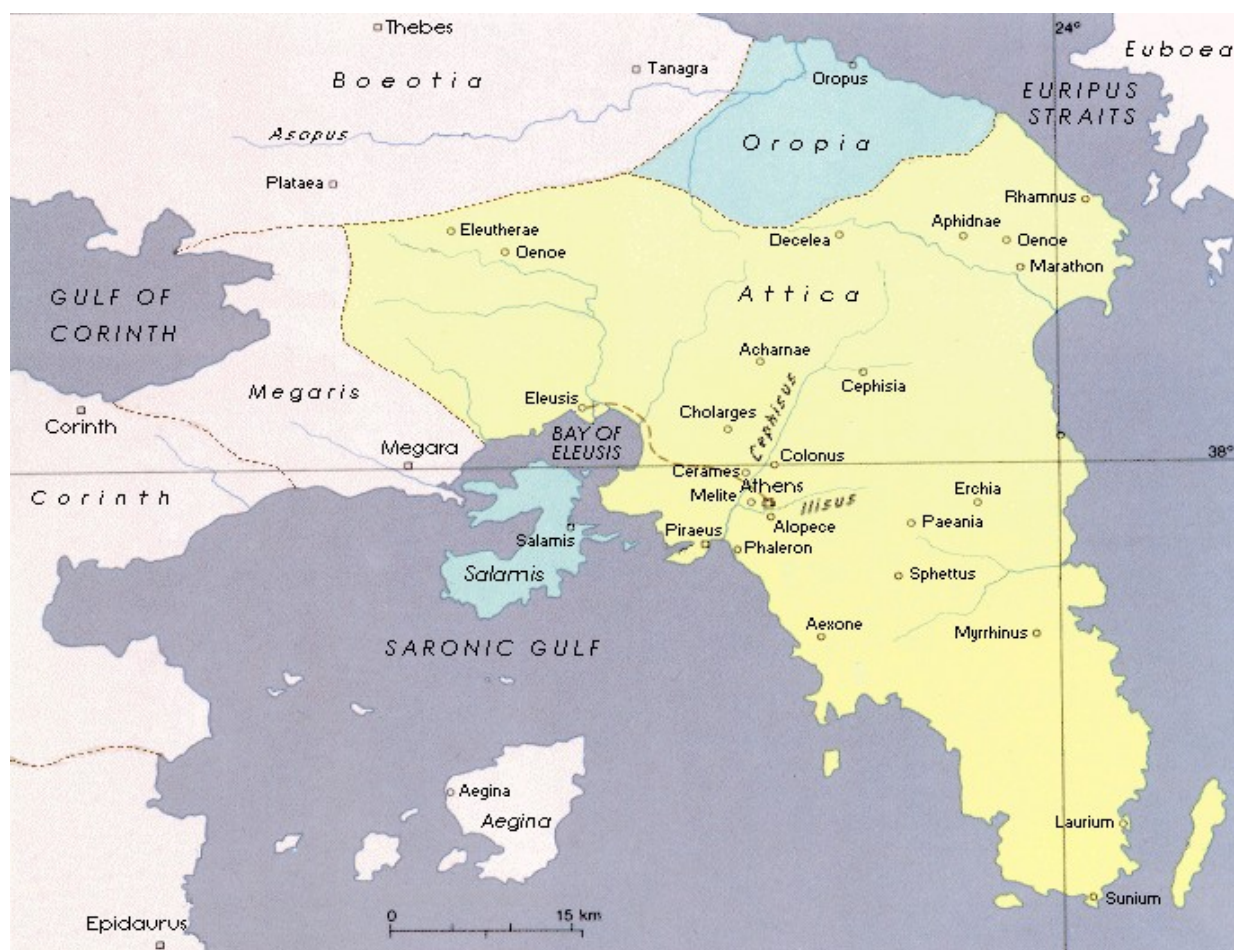 Thebes
24°
Euboea
Boeotia
Tanagra
Oropus
EURIPUS
STRAITS
Asopus
Oropia
Plataea
Rhamnus
Eleutherae
Oenoe
Decelea
Aphidnae
Oenoe
Marathon
GULF OF
CORINTH
Attica
Acharnae
Cephisia
Megaris
Eleusis
Cholarges
Cephisus
Corinth
Megara
BAY OF
ELEUSIS
Colonus
38°
Cerames
Corinth
Athens
Melite
Ilisus
Erchia
Piraeus
Alopece
Paeania
Salamis
Phaleron
Salamis
Sphettus
Aexone
Myrrhinus
SARONIC GULF
Aegina
Aegina
Laurium
Sunium
0 15 km
Epidaurus